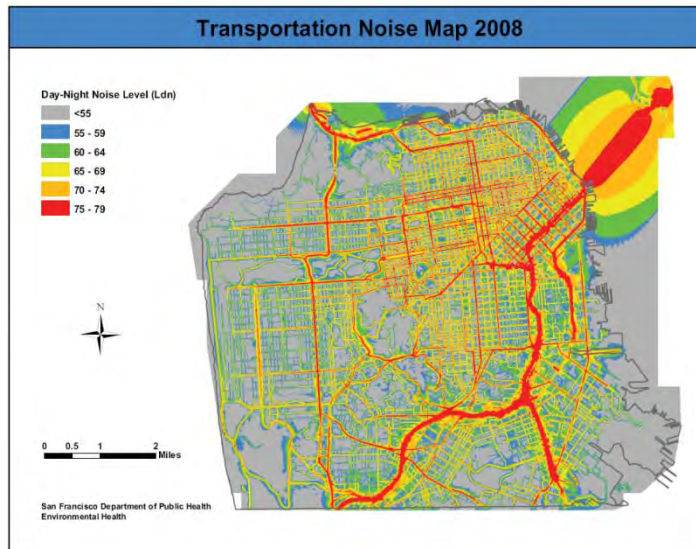 Transportation Noise Map 2008
Day-Night Noise Level (Ldn)
<55
55 - 59
60 - 64
65 - 69
70 - 74
75 - 79
N
0 0.5 1 2
Miles
San Francisco Department of Public Health
Environmental Health